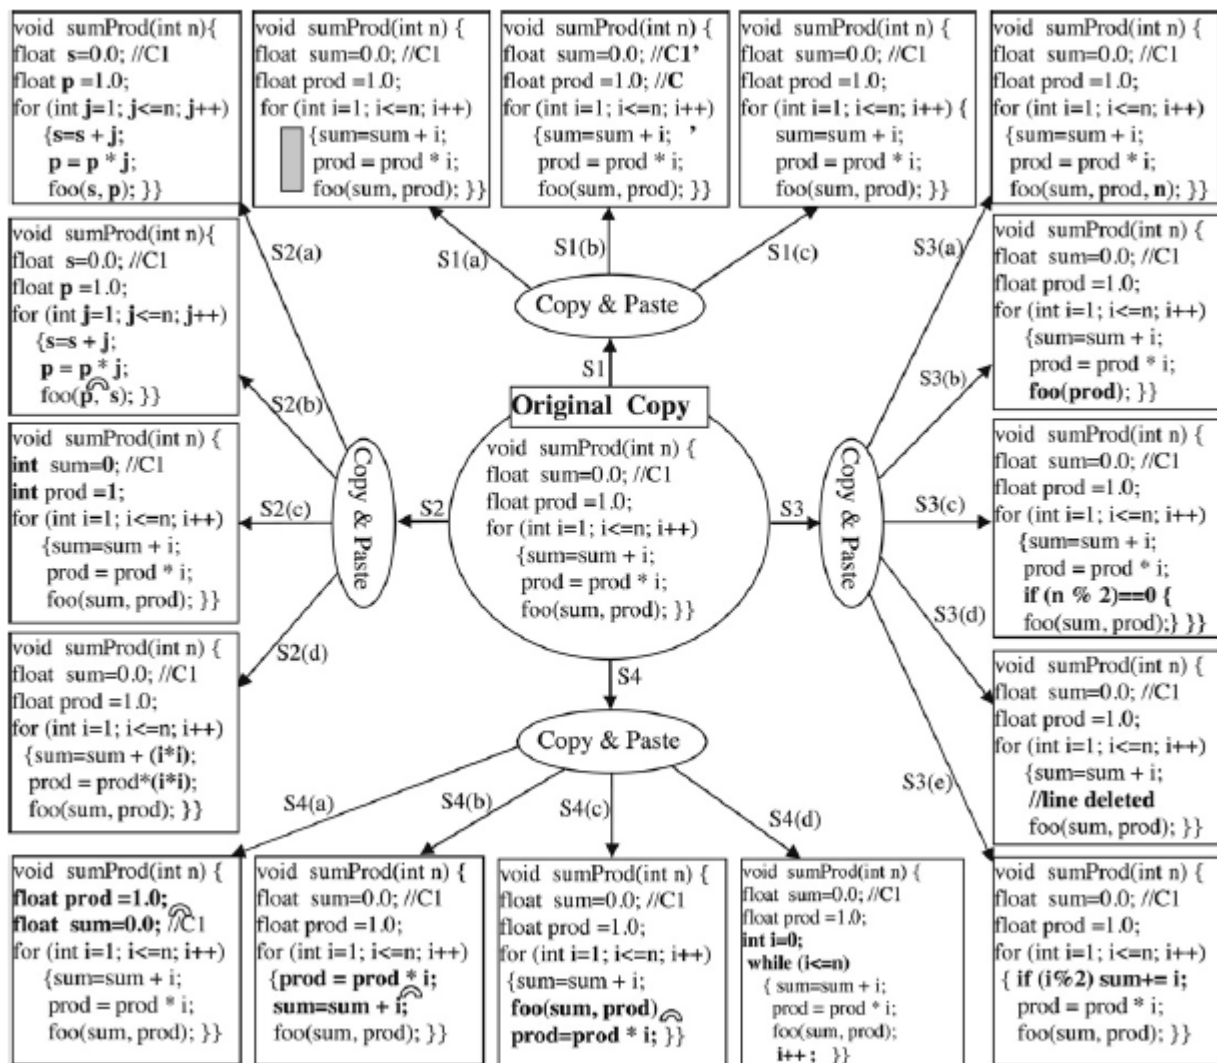 void sumProd(int n){
float s=0.0; //C1
float p =1.0;
for (int j=1; j<=n; j++)
{s=s + j;
p = p * j;
foo(s, p); }}
void sumProd(int n) {
float sum=0.0; //C1
float prod =1.0;
for (int i=1; i<=n; i++)
{sum=sum + i;
prod = prod * i;
foo(sum, prod); }}
void sumProd(int n) {
float sum=0.0; //C1’
float prod =1.0; //C
for (int i=1; i<=n; i++)
{sum=sum + i; ’
prod = prod * i;
foo(sum, prod); }}
void sumProd(int n) {
float sum=0.0; //C1
float prod =1.0;
for (int i=1; i<=n; i++) {
sum=sum + i;
prod = prod * i;
foo(sum, prod); }}
void sumProd(int n) {
float sum=0.0; //C1
float prod =1.0;
for (int i=1; i<=n; i++)
{sum=sum + i;
prod = prod * i;
foo(sum, prod, n); }}
S2(a)
S1(a)
S1(b)
S1(c)
S3(a)
void sumProd(int n){
float s=0.0; //C1
float p =1.0;
for (int j=1; j<=n; j++)
{s=s + j;
p = p * j;
foo(p, s); }}
Copy & Paste
S1
S2(b)
S3(b)
void sumProd(int n) {
float sum=0.0; //C1
float prod =1.0;
for (int i=1; i<=n; i++)
{sum=sum + i;
prod = prod * i;
foo(prod); }}
void sumProd(int n) {
int sum=0; //C1
int prod =1;
for (int i=1; i<=n; i++)
{sum=sum + i;
prod = prod * i;
foo(sum, prod); }}
S2(c)
Copy & Paste
S2
Original Copy
void sumProd(int n) {
float sum=0.0; //C1
float prod =1.0;
for (int i=1; i<=n; i++)
{sum=sum + i;
prod = prod * i;
foo(sum, prod); }}
S3
Copy & Paste
S3(c)
void sumProd(int n) {
float sum=0.0; //C1
float prod =1.0;
for (int i=1; i<=n; i++)
{sum=sum + i;
prod = prod * i;
if (n % 2)==0 {
foo(sum, prod);} }}
S2(d)
S3(d)
void sumProd(int n) {
float sum=0.0; //C1
float prod =1.0;
for (int i=1; i<=n; i++)
{sum=sum + (i*i);
prod = prod*(i*i);
foo(sum, prod); }}
S4
Copy & Paste
void sumProd(int n) {
float sum=0.0; //C1
float prod =1.0;
for (int i=1; i<=n; i++)
{sum=sum + i;
//line deleted
foo(sum, prod); }}
S4(a)
S4(b)
S4(c)
S4(d)
S3(e)
void sumProd(int n) {
float prod =1.0;
float sum=0.0; //C1
for (int i=1; i<=n; i++)
{sum=sum + i;
prod = prod * i;
foo(sum, prod); }}
void sumProd(int n) {
float sum=0.0; //C1
float prod =1.0;
for (int i=1; i<=n; i++)
{prod = prod * i;
sum=sum + i;
foo(sum, prod); }}
void sumProd(int n) {
float sum=0.0; //C1
float prod =1.0;
for (int i=1; i<=n; i++)
{sum=sum + i;
foo(sum, prod)
prod=prod * i; }}
void sumProd(int n) {
float sum=0.0; //C1
float prod =1.0;
int i=0;
while (i<=n)
{ sum=sum + i;
prod = prod * i;
foo(sum, prod);
i++ ; }}
void sumProd(int n) {
float sum=0.0; //C1
float prod =1.0;
for (int i=1; i<=n; i++)
{ if (i%2) sum+= i;
prod = prod * i;
foo(sum, prod); }}